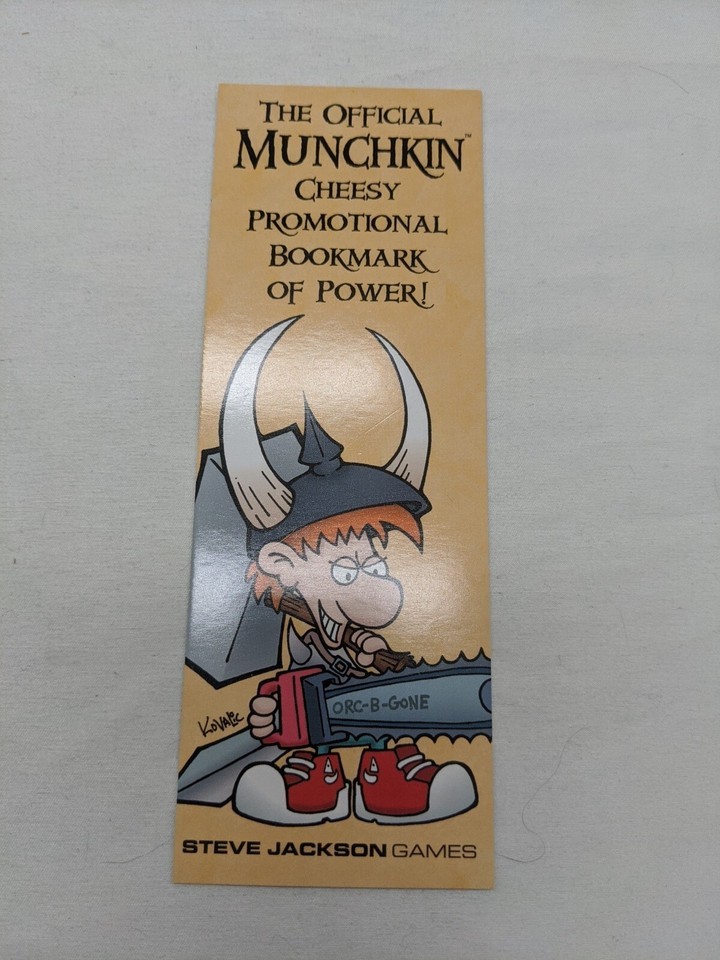 THE OFFICIAL
MUNCHKIN™
CHEESY
PROMOTIONAL
BOOKMARK
OF POWER!
ORC-B-GONE
KOVALIC
STEVE JACKSON GAMES